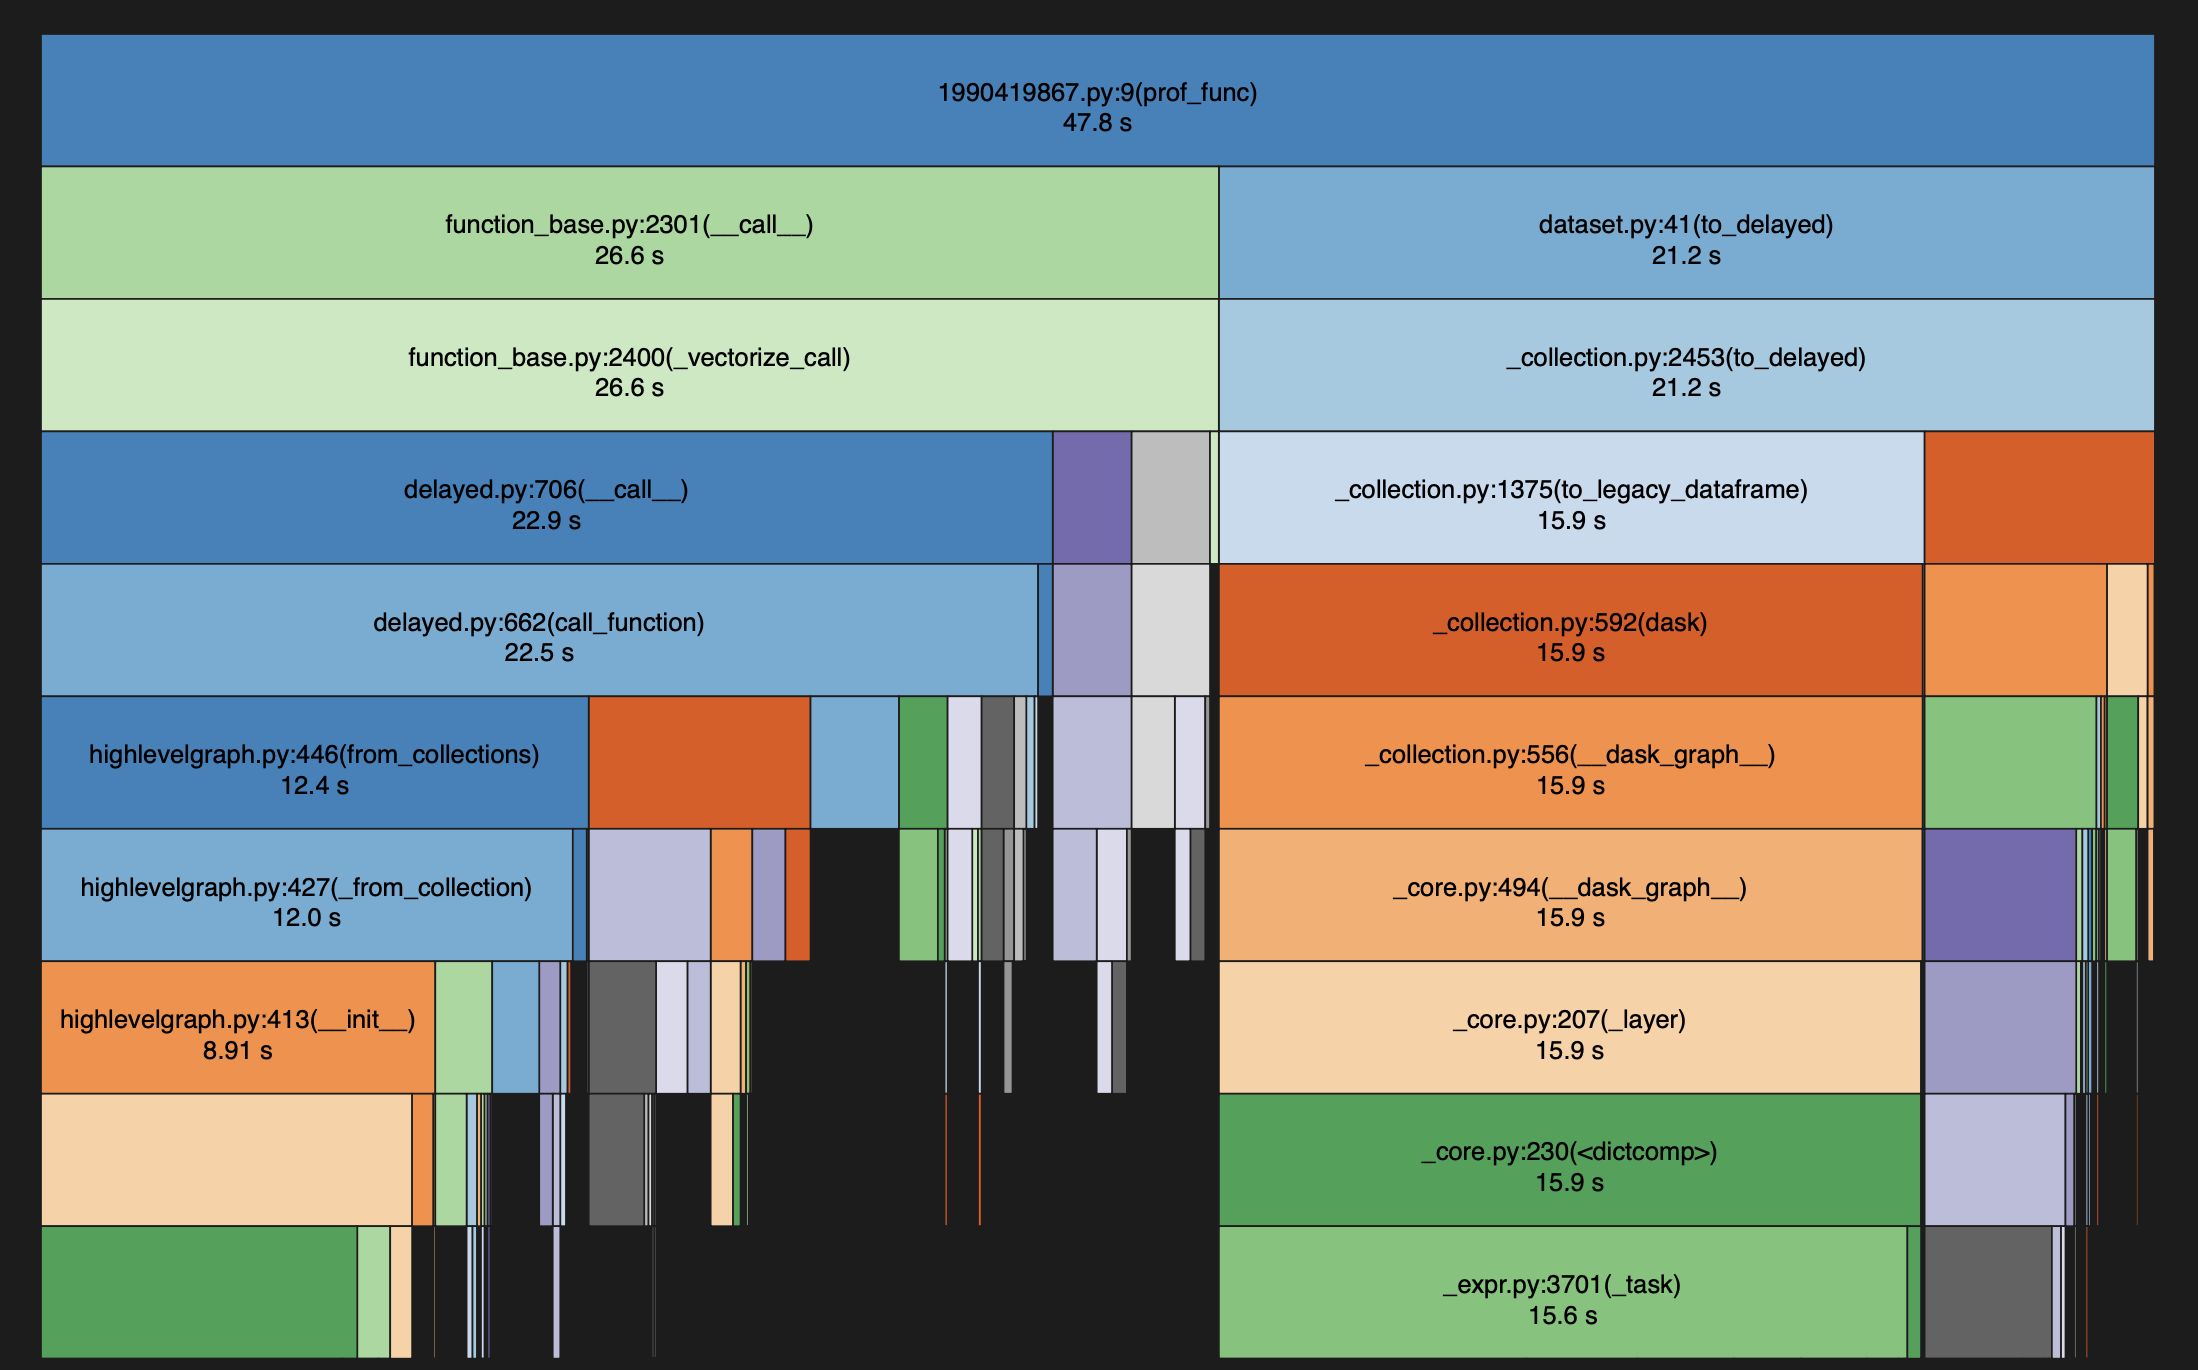 1990419867.py:9(prof_func)
47.8 s
function_base.py:2301(__call__)
26.6 s
dataset.py:41(to_delayed)
21.2 s
function_base.py:2400(_vectorize_call)
26.6 s
_collection.py:2453(to_delayed)
21.2 s
delayed.py:706(__call__)
22.9 s
_collection.py:1375(to_legacy_dataframe)
15.9 s
delayed.py:662(call_function)
22.5 s
_collection.py:592(dask)
15.9 s
highlevelgraph.py:446(from_collections)
12.4 s
_collection.py:556(__dask_graph__)
15.9 s
highlevelgraph.py:427(_from_collection)
12.0 s
_core.py:494(__dask_graph__)
15.9 s
highlevelgraph.py:413(__init__)
8.91 s
_core.py:207(_layer)
15.9 s
_core.py:230(<dictcomp>)
15.9 s
_expr.py:3701(_task)
15.6 s